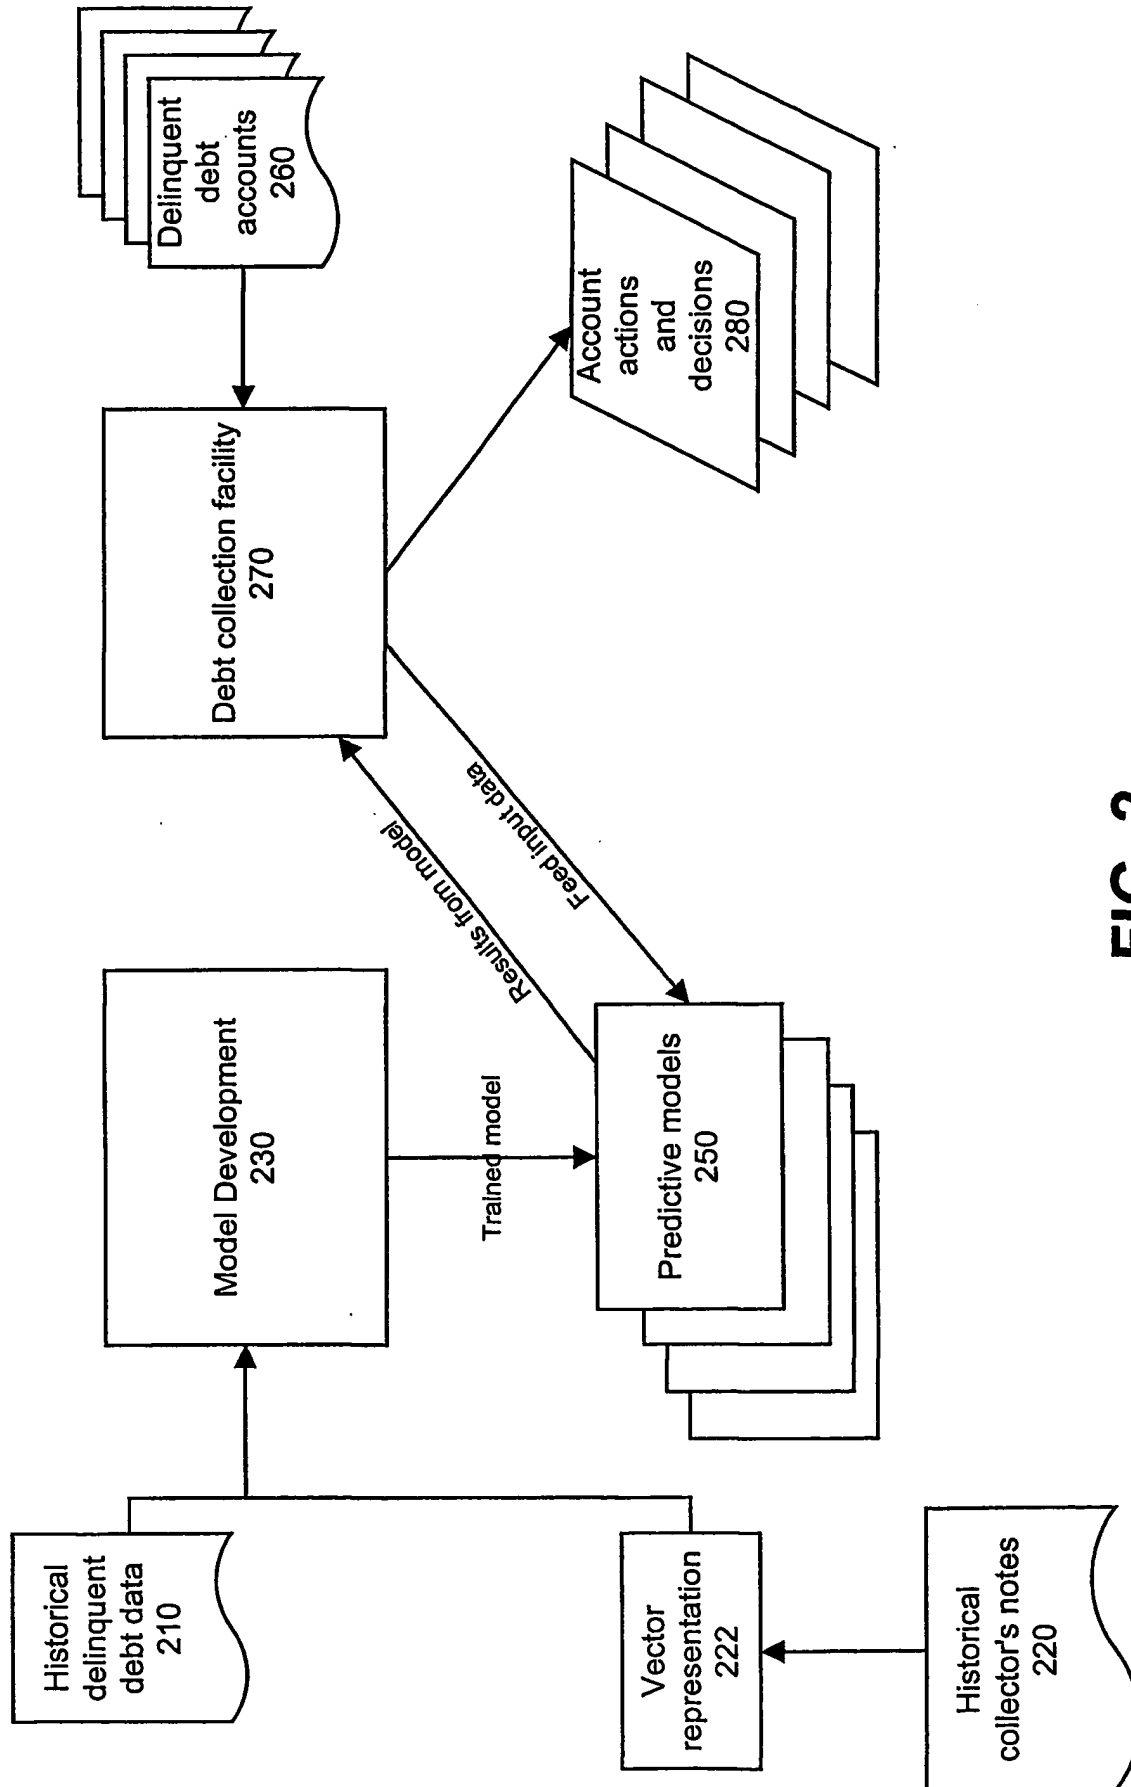 Historical
delinquent
debt data
210
Model Development
230
Debt collection facility
270
Delinquent
debt
accounts
260
Vector
representation
222
Trained model
Results from model
Feed input data
Predictive models
250
Account
actions
and
decisions
280
Historical
collector's notes
220
FIG. 2